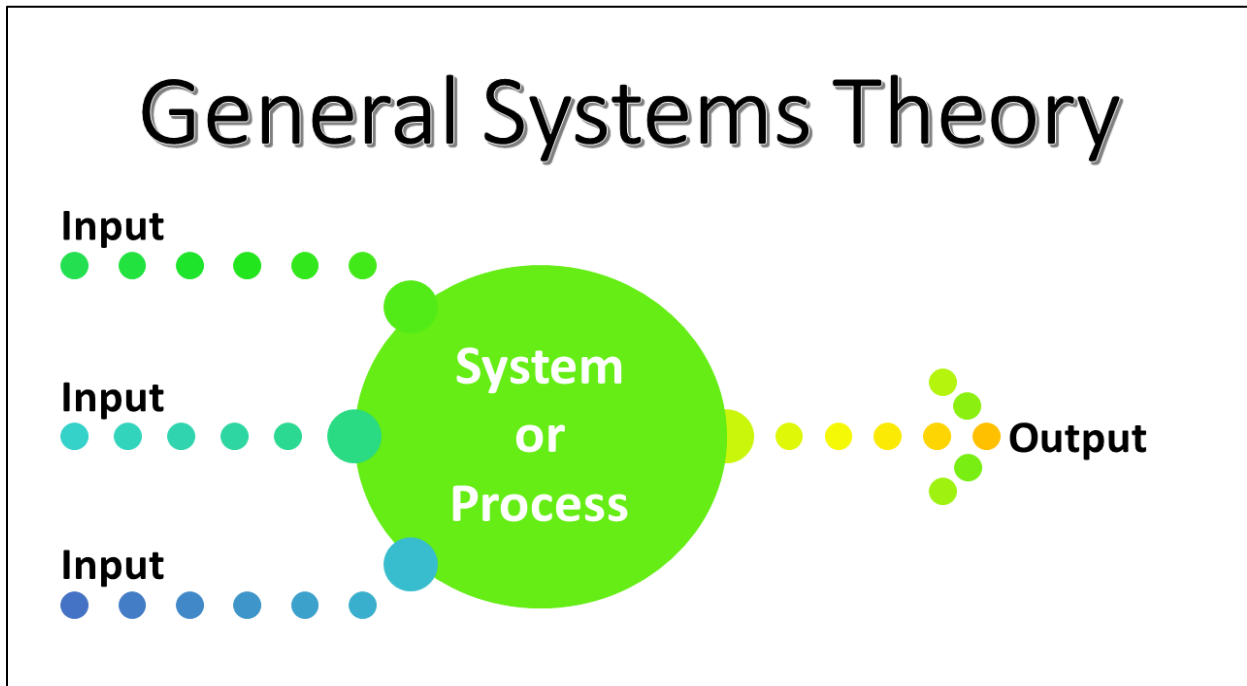 General Systems Theory
Input
Input
System
or
Process
Output
Input